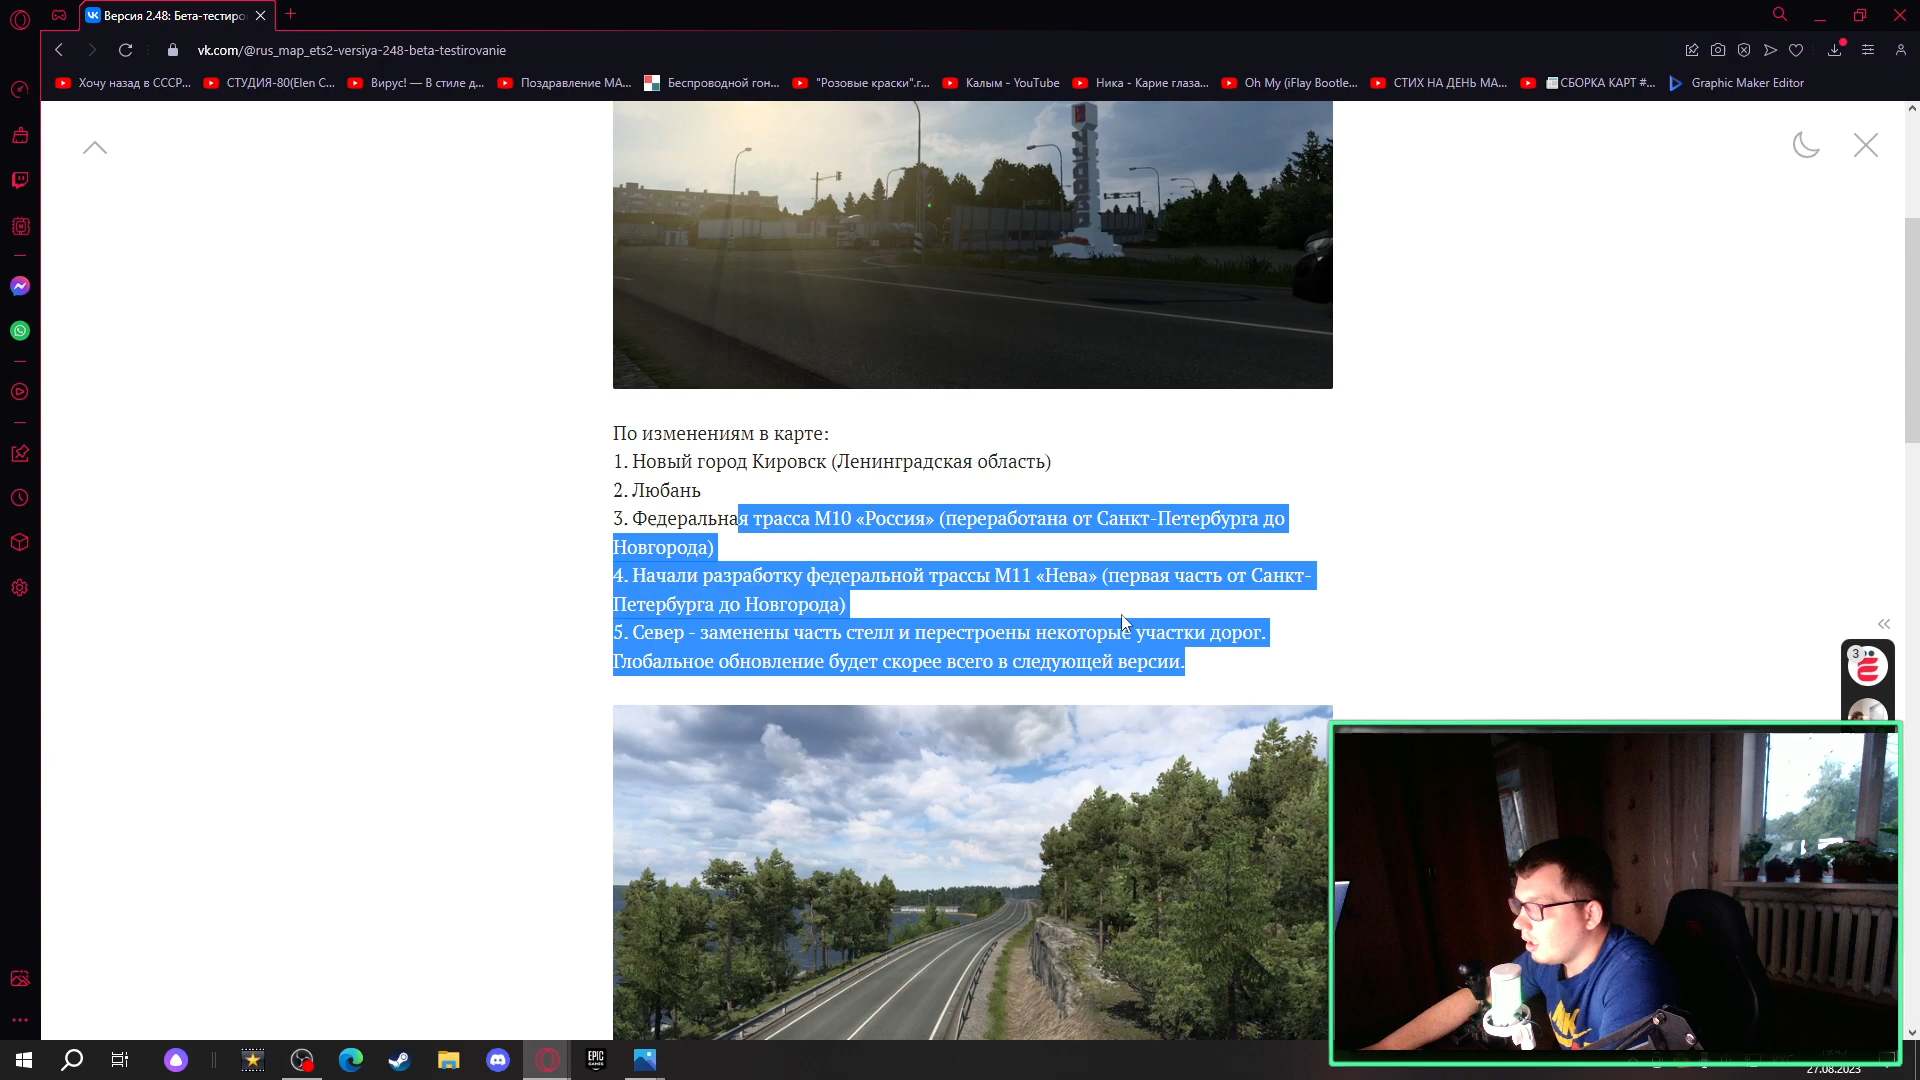 Версия 2.48: Бета-тестиро
vk.com/@rus_map_ets2-versiya-248-beta-testirovanie
Хочу назад в СССР...
СТУДИЯ-80(Elen C...
Вирус! — В стиле д...
Поздравление МА...
Беспроводной гон...
"Розовые краски".г...
Калым - YouTube
Ника - Карие глаза...
Oh My (iFlay Bootle...
СТИХ НА ДЕНЬ МА...
СБОРКА КАРТ #...
Graphic Maker Editor
По изменениям в карте:
1. Новый город Кировск (Ленинградская область)
2. Любань
3. Федеральная трасса М10 «Россия» (переработана от Санкт-Петербурга до
Новгорода)
4. Начали разработку федеральной трассы М11 «Нева» (первая часть от Санкт-
Петербурга до Новгорода)
5. Север - заменены часть стелл и перестроены некоторые участки дорог.
Глобальное обновление будет скорее всего в следующей версии.
3
EPIC
GAMES
27.08.2023